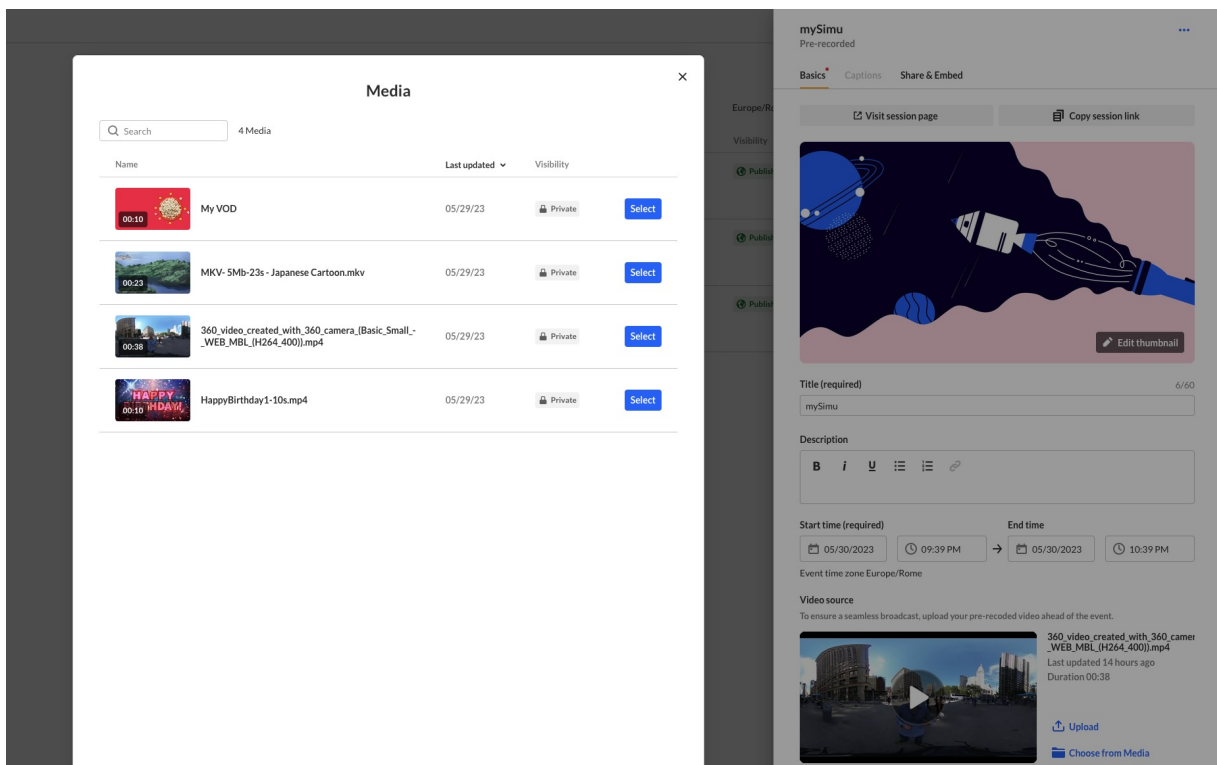 Media
Search
4 Media
Name
Last updated
Visibility
00:10
My VOD
05/29/23
Private
Select
00:23
MKV- 5Mb-23s - Japanese Cartoon.mkv
05/29/23
Private
Select
00:38
360_video_created_with_360_camera_(Basic_Small_-
_WEB_MBL_(H264_400)).mp4
05/29/23
Private
Select
HAPPY
00:10
HappyBirthday1-10s.mp4
05/29/23
Private
Select
Europe/Ro
Visibility
Publish
Publish
Publish
mySimu
Pre-recorded
Basics
Captions
Share & Embed
Visit session page
Copy session link
Edit thumbnail
Title (required)
6/60
mySimu
Description
B i U
Start time (required)
End time
05/30/2023
09:39 PM
05/30/2023
10:39 PM
Event time zone Europe/Rome
Video source
To ensure a seamless broadcast, upload your pre-recoded video ahead of the event.
360_video_created_with_360_camer
_WEB_MBL_(H264_400)).mp4
Last updated 14 hours ago
Duration 00:38
Upload
Choose from Media